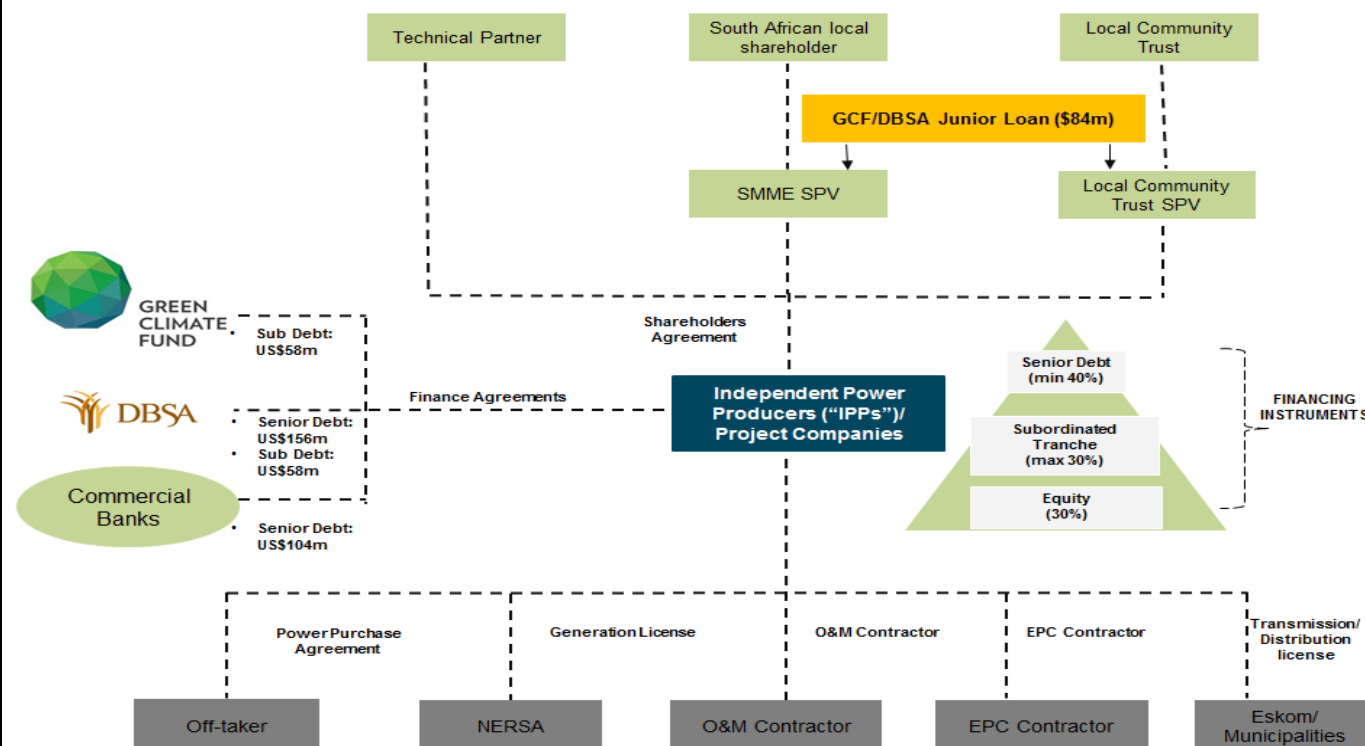 Technical Partner
South African local
shareholder
Local Community
Trust
GCF/DBSA Junior Loan ($84m)
SMME SPV
Local Community
Trust SPV
GREEN
CLIMATE
FUND
• Sub Debt:
US$58m
Shareholders
Agreement
DBSA
• Senior Debt:
US$156m
• Sub Debt:
US$58m
Finance Agreements
Independent Power
Producers (“IPPs”)/
Project Companies
Senior Debt
(min 40%)
Subordinated
Tranche
(max 30%)
Equity
(30%)
FINANCING
INSTRUMENTS
Commercial
Banks
• Senior Debt:
US$104m
Power Purchase
Agreement
Generation License
O&M Contractor
EPC Contractor
Transmission/
Distribution
license
Off-taker
NERSA
O&M Contractor
EPC Contractor
Eskom/
Municipalities